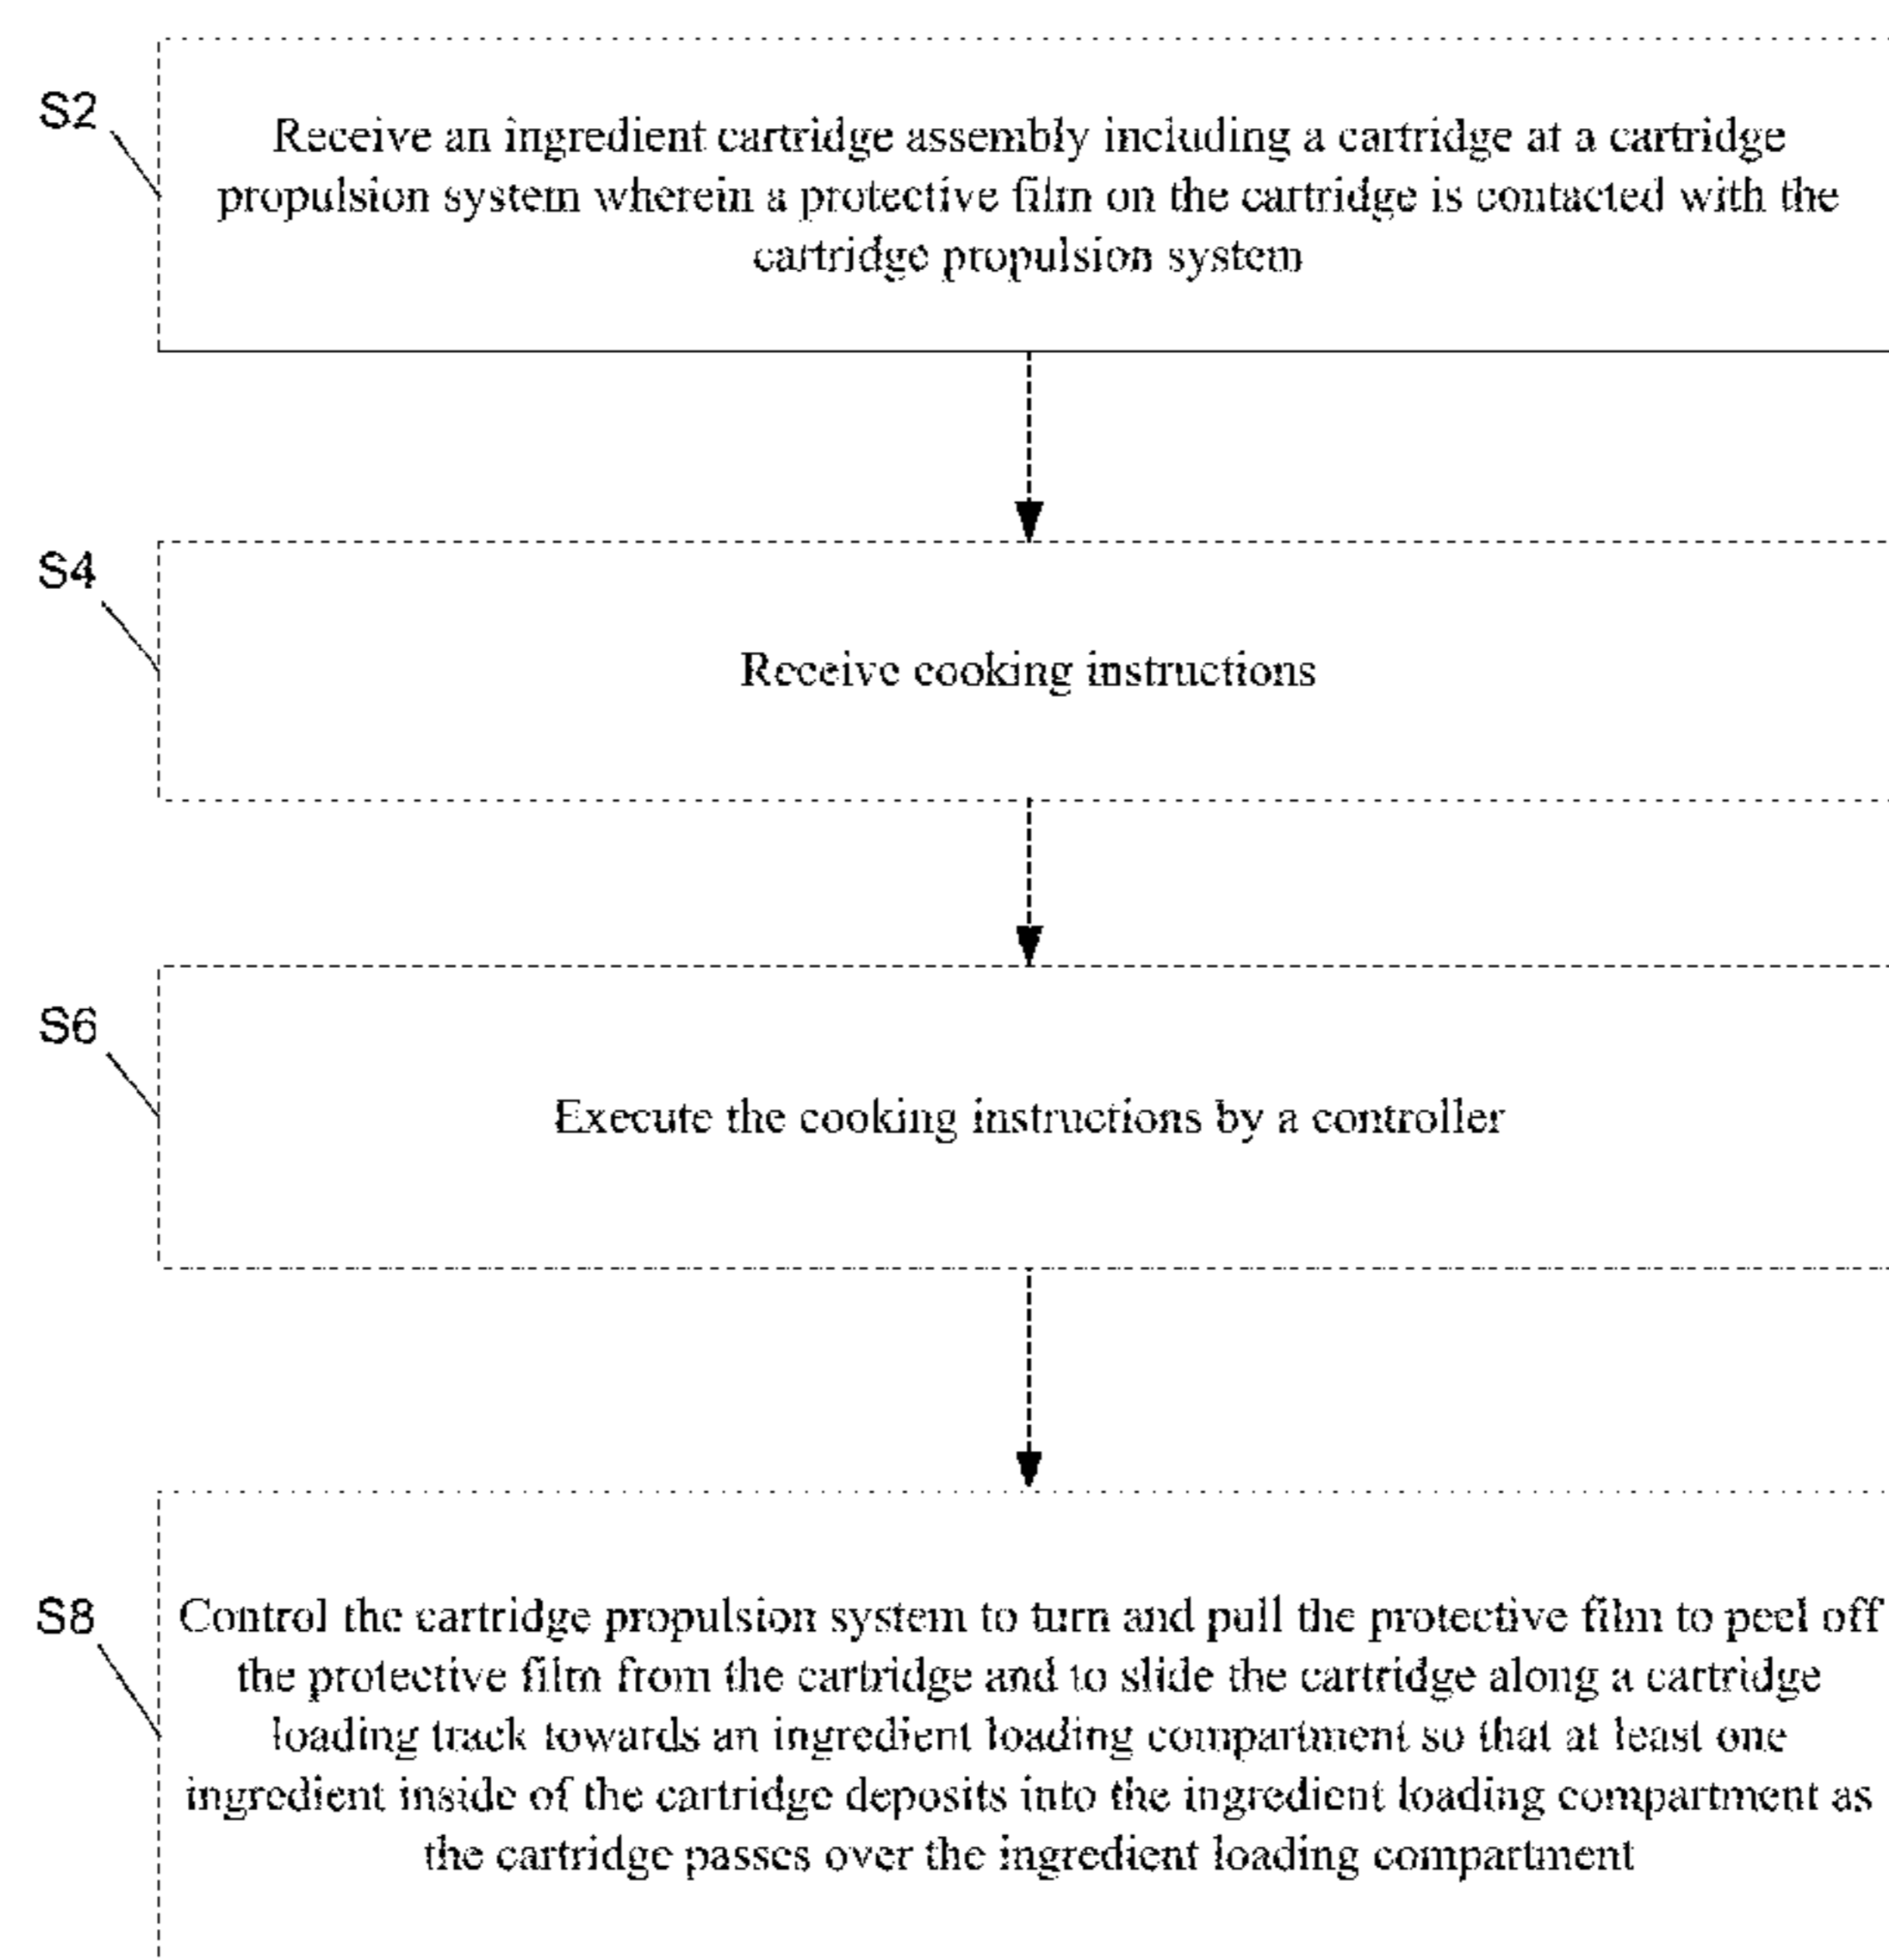 S2
Receive an ingredient cartridge assembly including a cartridge at a cartridge
propulsion system wherein a protective film on the cartridge is contacted with the
cartridge propulsion system
S4
Receive cooking instructions
S6
Execute the cooking instructions by a controller
S8
Control the cartridge propulsion system to turn and pull the protective film to peel off
the protective film from the cartridge and to slide the cartridge along a cartridge
loading track towards an ingredient loading compartment so that at least one
ingredient inside of the cartridge deposits into the ingredient loading compartment as
the cartridge passes over the ingredient loading compartment